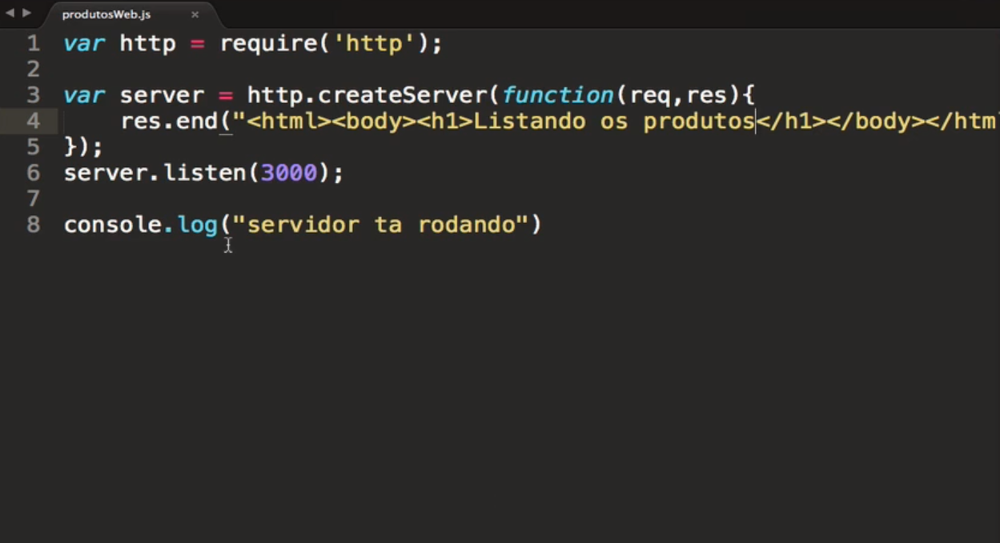 produtosWeb.js
1 var http = require('http');
2
3 var server = http.createServer(function(req,res){
4 res.end("<html><body><h1>Listando os produtos</h1></body></htm
5 });
6 server.listen(3000);
7
8 console.log("servidor ta rodando")